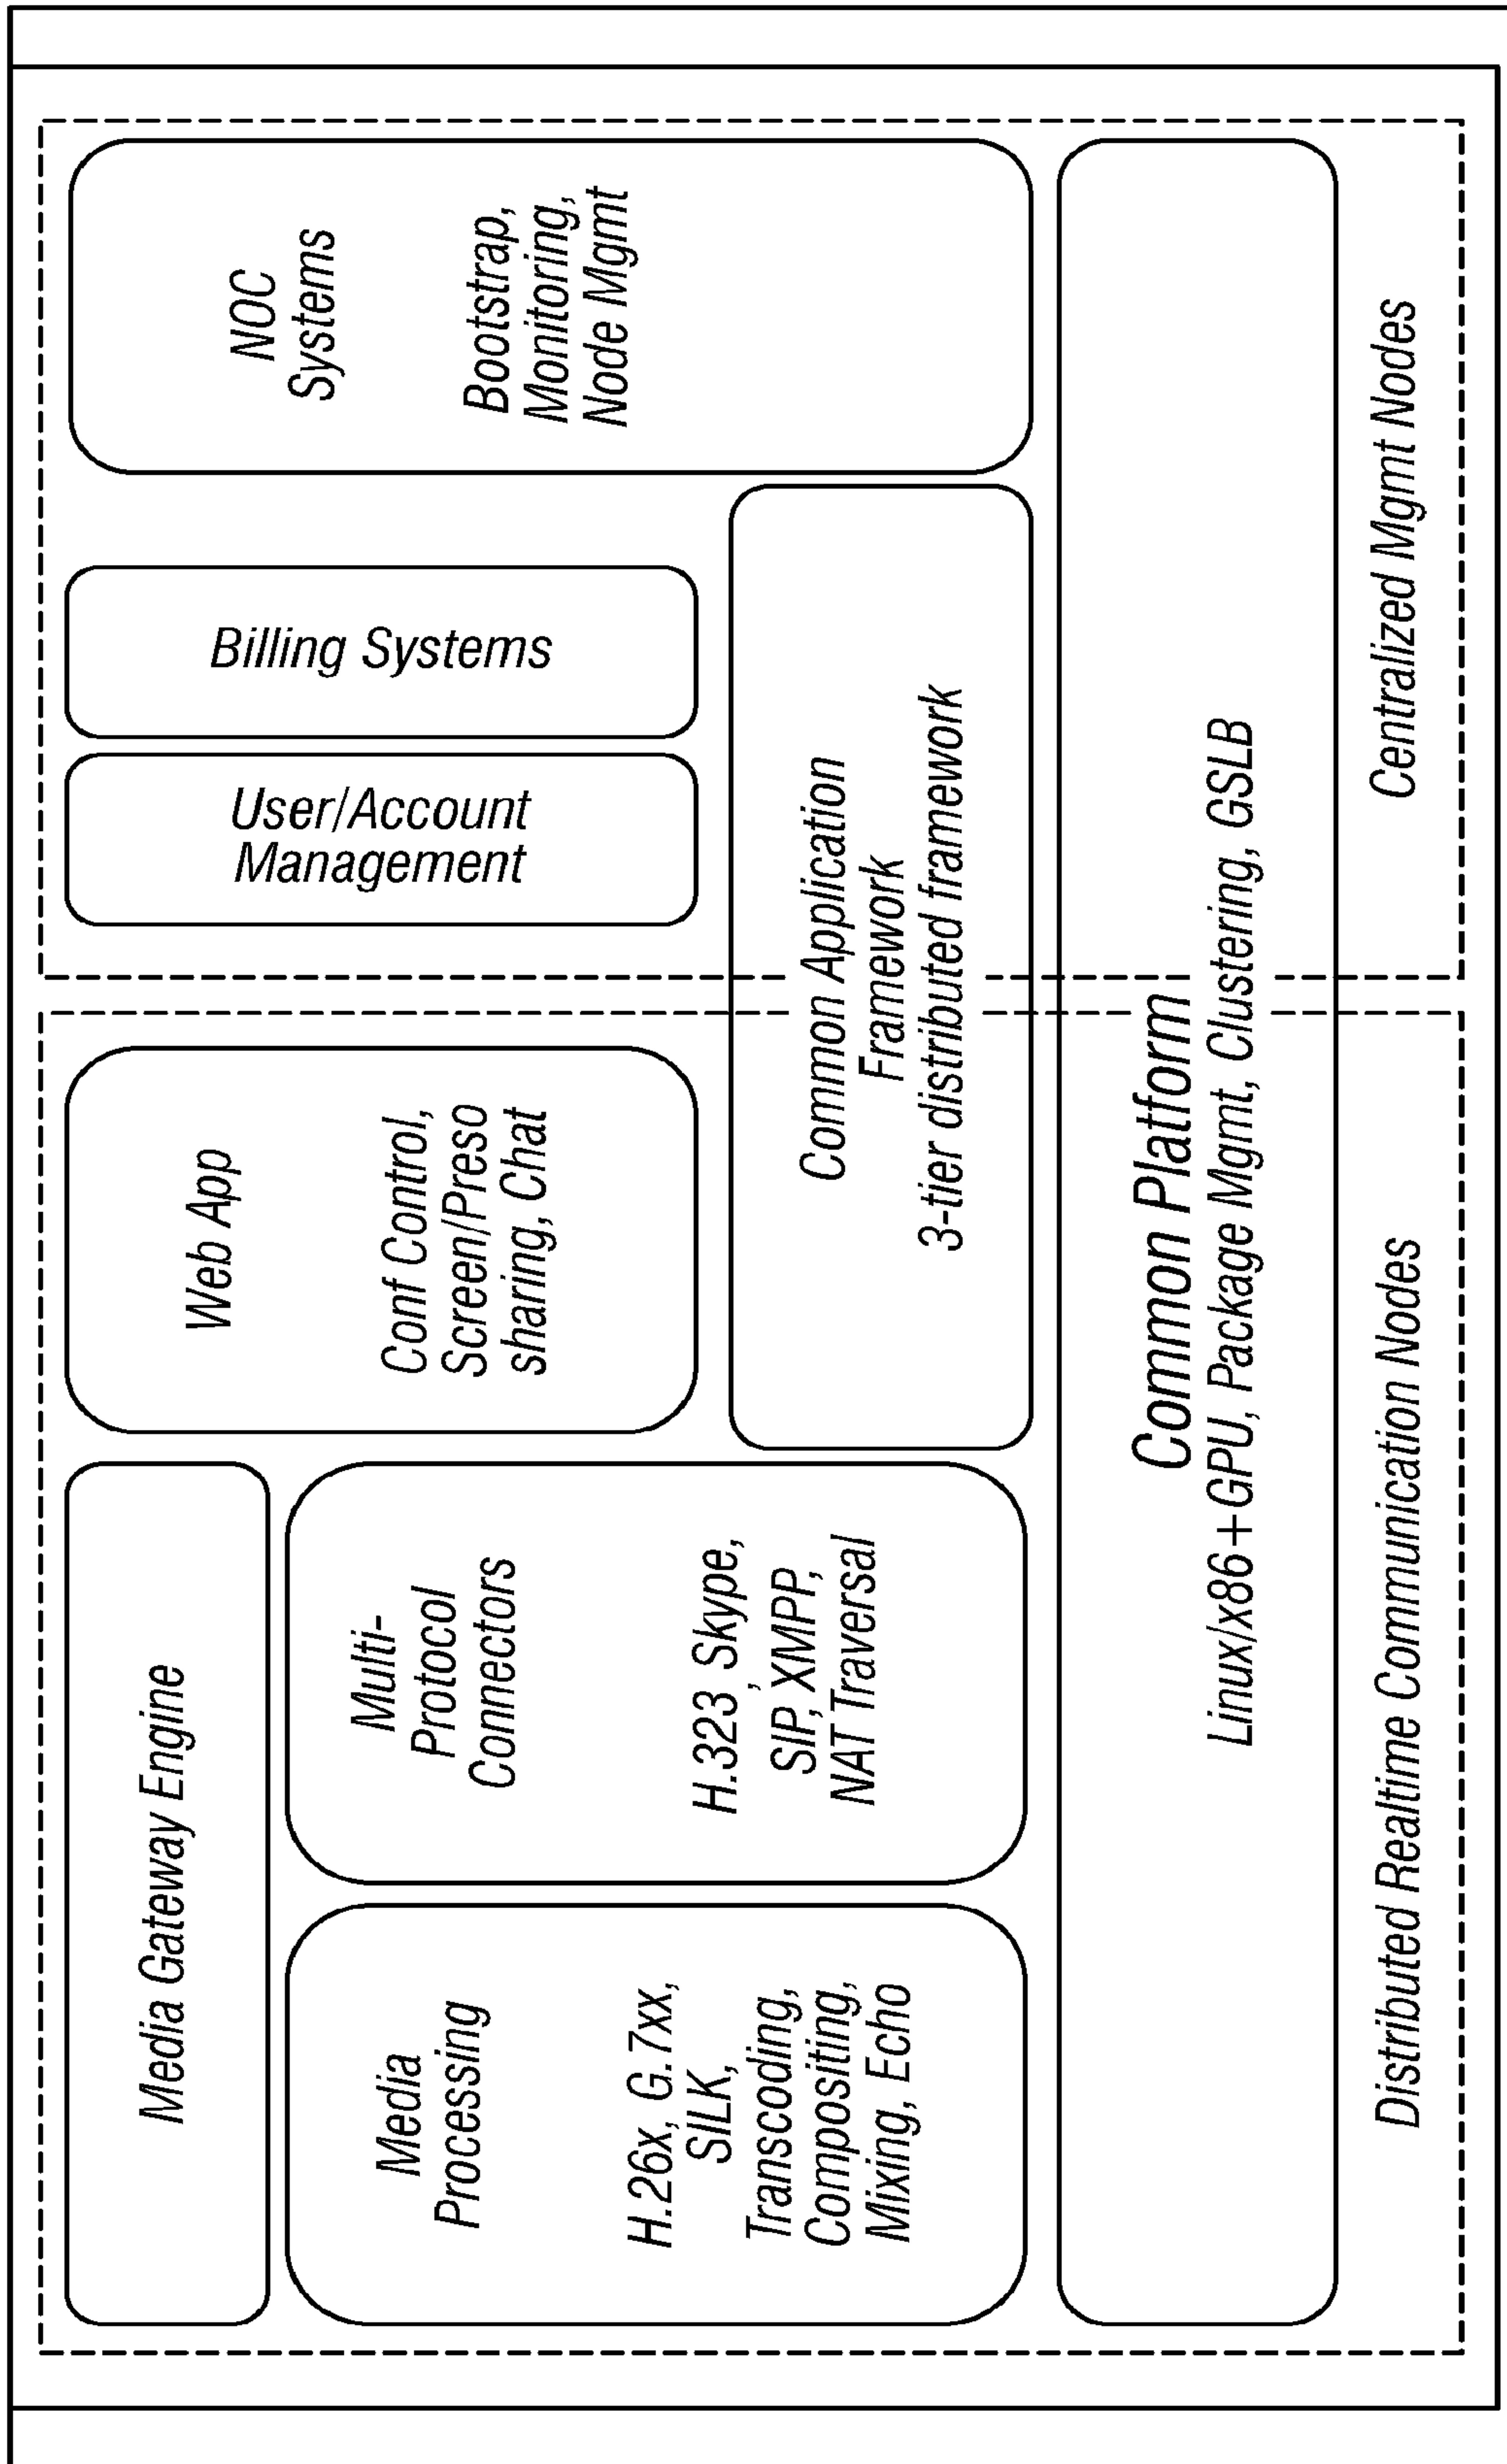 Media Gateway Engine
Media
Processing
H.26x, G.7xx,
SILK,
Transcoding,
Compositing,
Mixing, Echo
Multi-
Protocol
Connectors
H.323, Skype,
SIP, XMPP,
NAT Traversal
Web App
Conf Control,
Screen/Preso
sharing, Chat
User/Account
Management
Billing Systems
NOC
Systems
Bootstrap,
Monitoring,
Node Mgmt
Common Application
Framework
3-tier distributed framework
Common Platform
Linux/x86+GPU, Package Mgmt, Clustering, GSLB
Distributed Realtime Communication Nodes
Centralized Mgmt Nodes